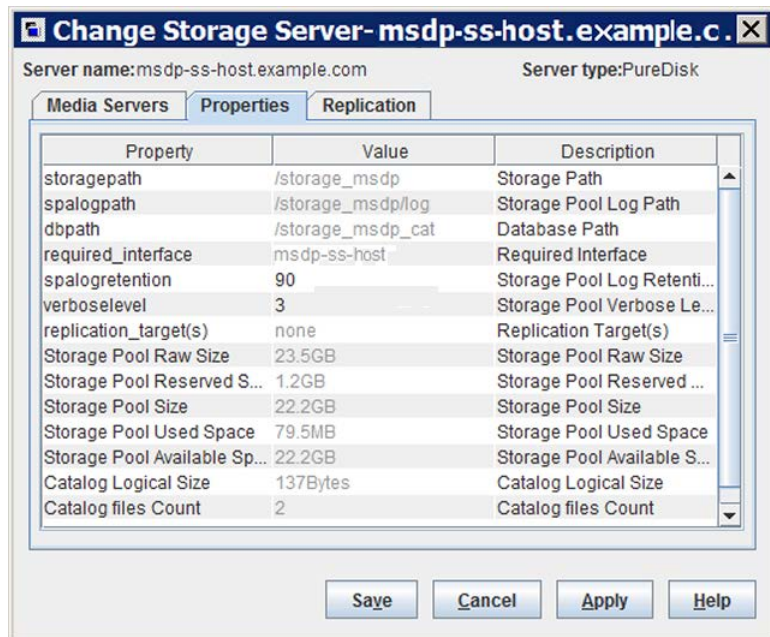 Change Storage Server- msdp-ss-host.example.c.
Server name:msdp-ss-host.example.com Server type:PureDisk
Media Servers Properties Replication
Property Value Description
storagepath /storage_msdp Storage Path
spalogpath /storage_msdp/log Storage Pool Log Path
dbpath /storage_msdp_cat Database Path
required_interface msdp-ss-host Required Interface
spalogretention 90 Storage Pool Log Retenti...
verboselevel 3 Storage Pool Verbose Le...
replication_target(s) none Replication Target(s)
Storage Pool Raw Size 23.5GB Storage Pool Raw Size
Storage Pool Reserved S... 1.2GB Storage Pool Reserved ...
Storage Pool Size 22.2GB Storage Pool Size
Storage Pool Used Space 79.5MB Storage Pool Used Space
Storage Pool Available Sp... 22.2GB Storage Pool Available S...
Catalog Logical Size 137Bytes Catalog Logical Size
Catalog files Count 2 Catalog files Count
Save Cancel Apply Help